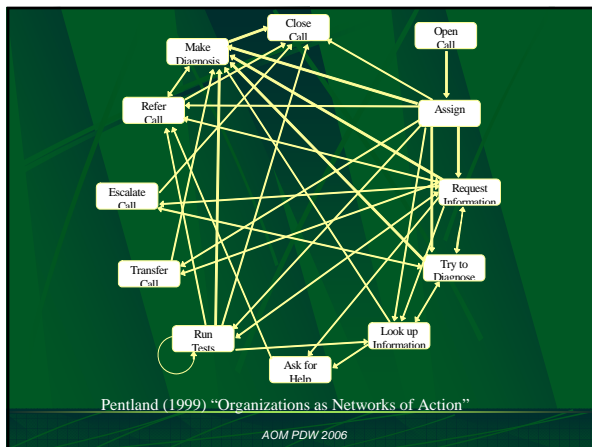 Close
Call
Open
Call
Make
Diagnosis
Refer
Call
Assign
Escalate
Call
Request
Information
Transfer
Call
Try to
Diagnose
Run
Tests
Look up
Information
Ask for
Help
Pentland (1999) “Organizations as Networks of Action”
AOM PDW 2006